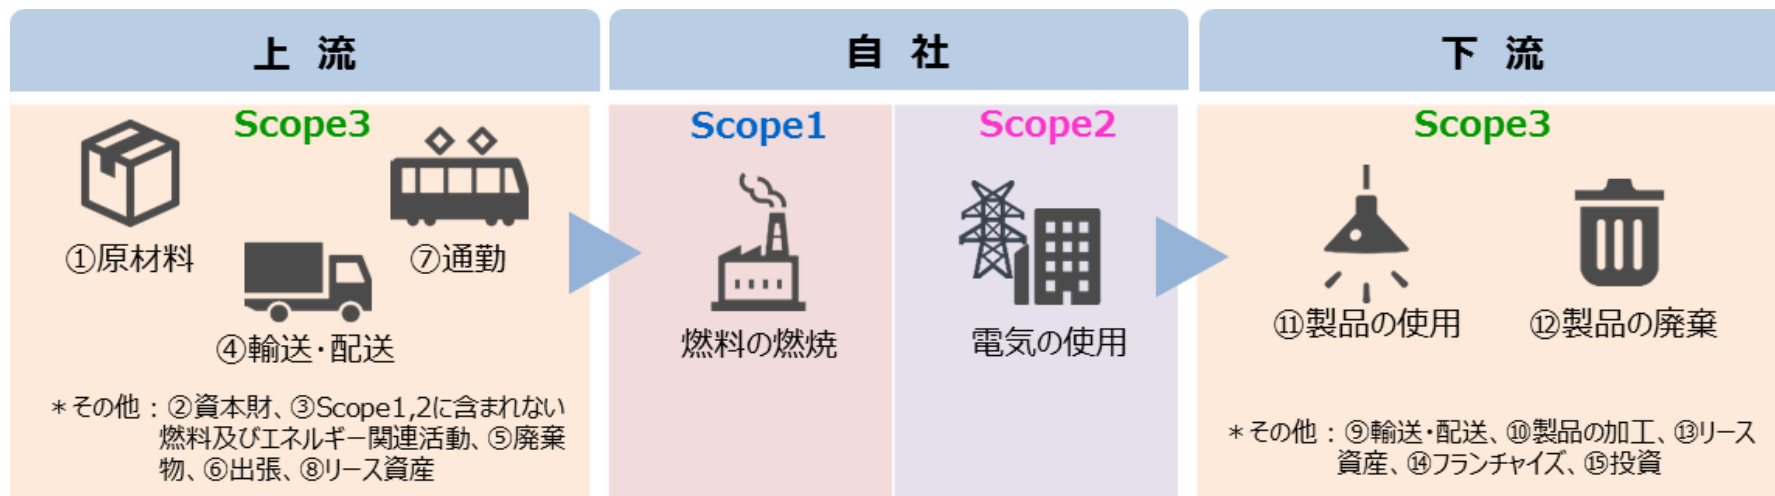 上 流
Scope3
①原材料
⑦通勤
④輸送・配送
＊その他：②資本財、③Scope1,2に含まれない
燃料及びエネルギー関連活動、⑤廃棄
物、⑥出張、⑧リース資産
自 社
Scope1
燃料の燃焼
Scope2
電気の使用
下 流
Scope3
⑪製品の使用
⑫製品の廃棄
＊その他：⑨輸送・配送、⑩製品の加工、⑬リース
資産、⑭フランチャイズ、⑮投資